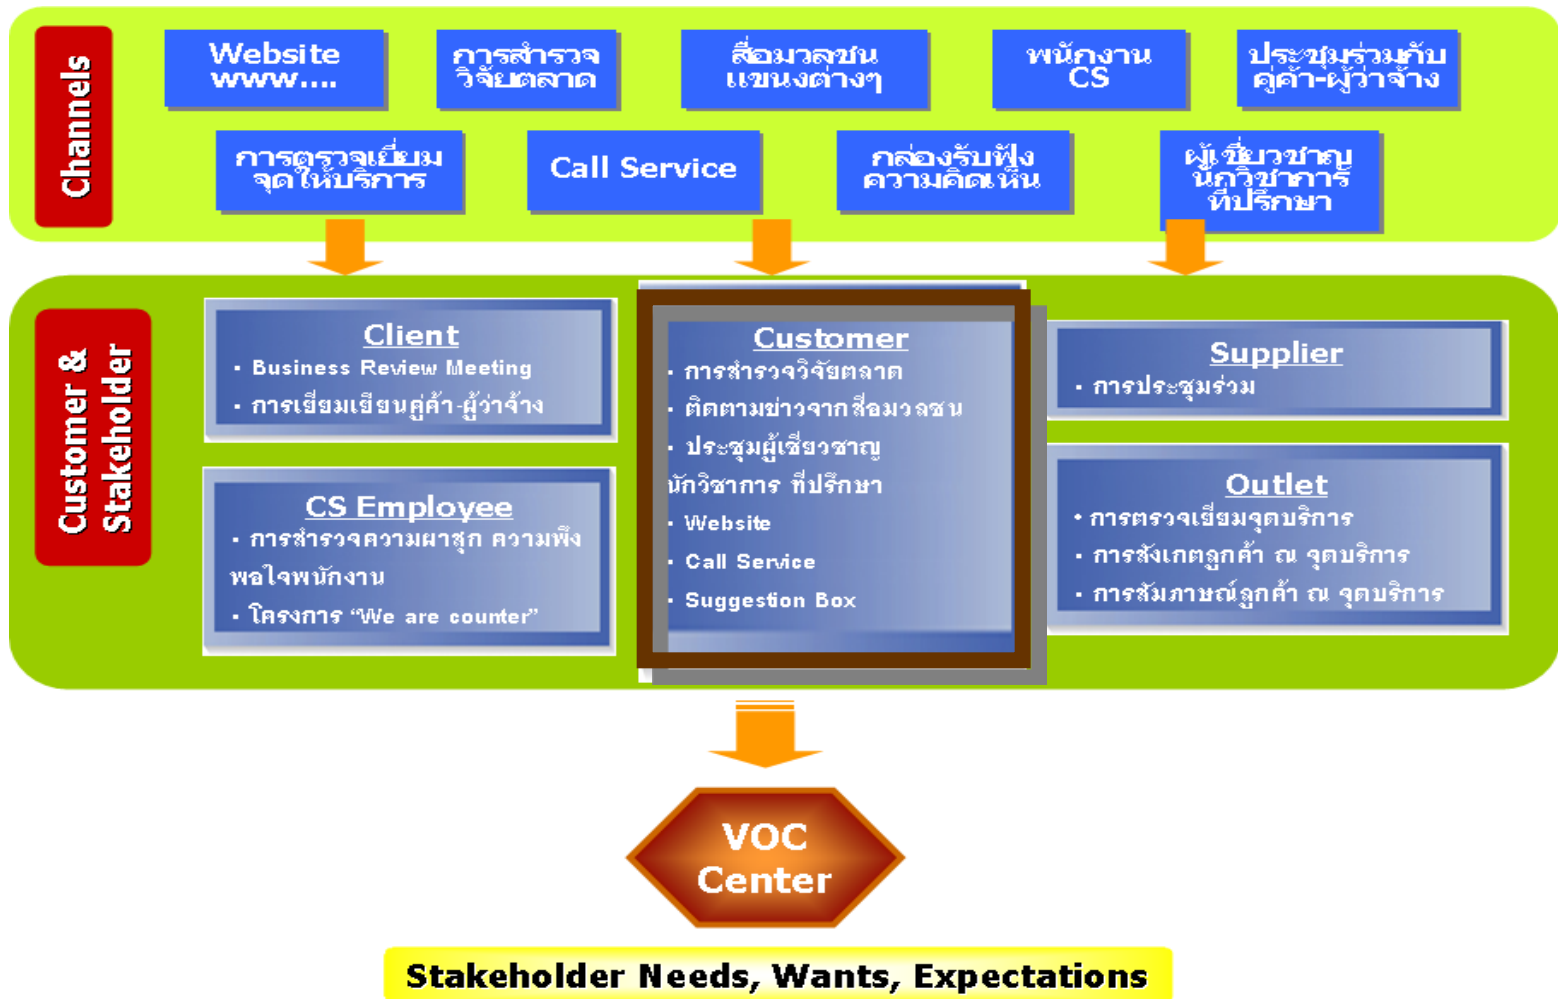 Channels
Website
www....
การสำรวจ
วิจัยตลาด
สื่อมวลชน
แขนงต่างๆ
พนักงาน
CS
ประชุมร่วมกับ
คู่ค้า-ผู้ว่าจ้าง
การตรวจเยี่ยม
จุดให้บริการ
Call Service
กล่องรับฟัง
ความคิดเห็น
ผู้เชี่ยวชาญ
นักวิชาการ
ที่ปรึกษา
Customer &
Stakeholder
Client
▪ Business Review Meeting
▪ การเยี่ยมเยียนคู่ค้า-ผู้ว่าจ้าง
CS Employee
▪ การสำรวจความผาสุก ความพึง
พอใจพนักงาน
▪ โครงการ “We are counter”
Customer
▪ การสำรวจวิจัยตลาด
▪ ติดตามข่าวจากสื่อมวลชน
▪ ประชุมผู้เชี่ยวชาญ
นักวิชาการ ที่ปรึกษา
▪ Website
▪ Call Service
▪ Suggestion Box
Supplier
▪ การประชุมร่วม
Outlet
• การตรวจเยี่ยมจุดบริการ
▪ การสังเกตลูกค้า ณ จุดบริการ
▪ การสัมภาษณ์ลูกค้า ณ จุดบริการ
VOC
Center
Stakeholder Needs, Wants, Expectations